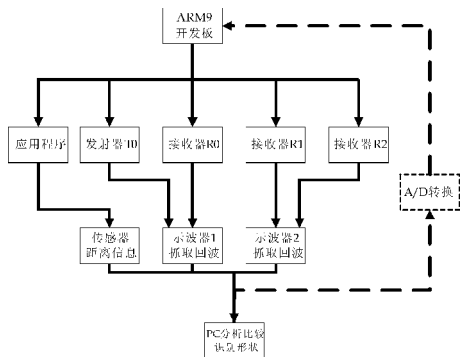 ARM9
开发板
应用程序
发射器T0
接收器R0
接收器R1
接收器R2
A/D转换
传感器
距离信息
示波器1
抓取回波
示波器2
抓取回波
PC分析比较
识别形状